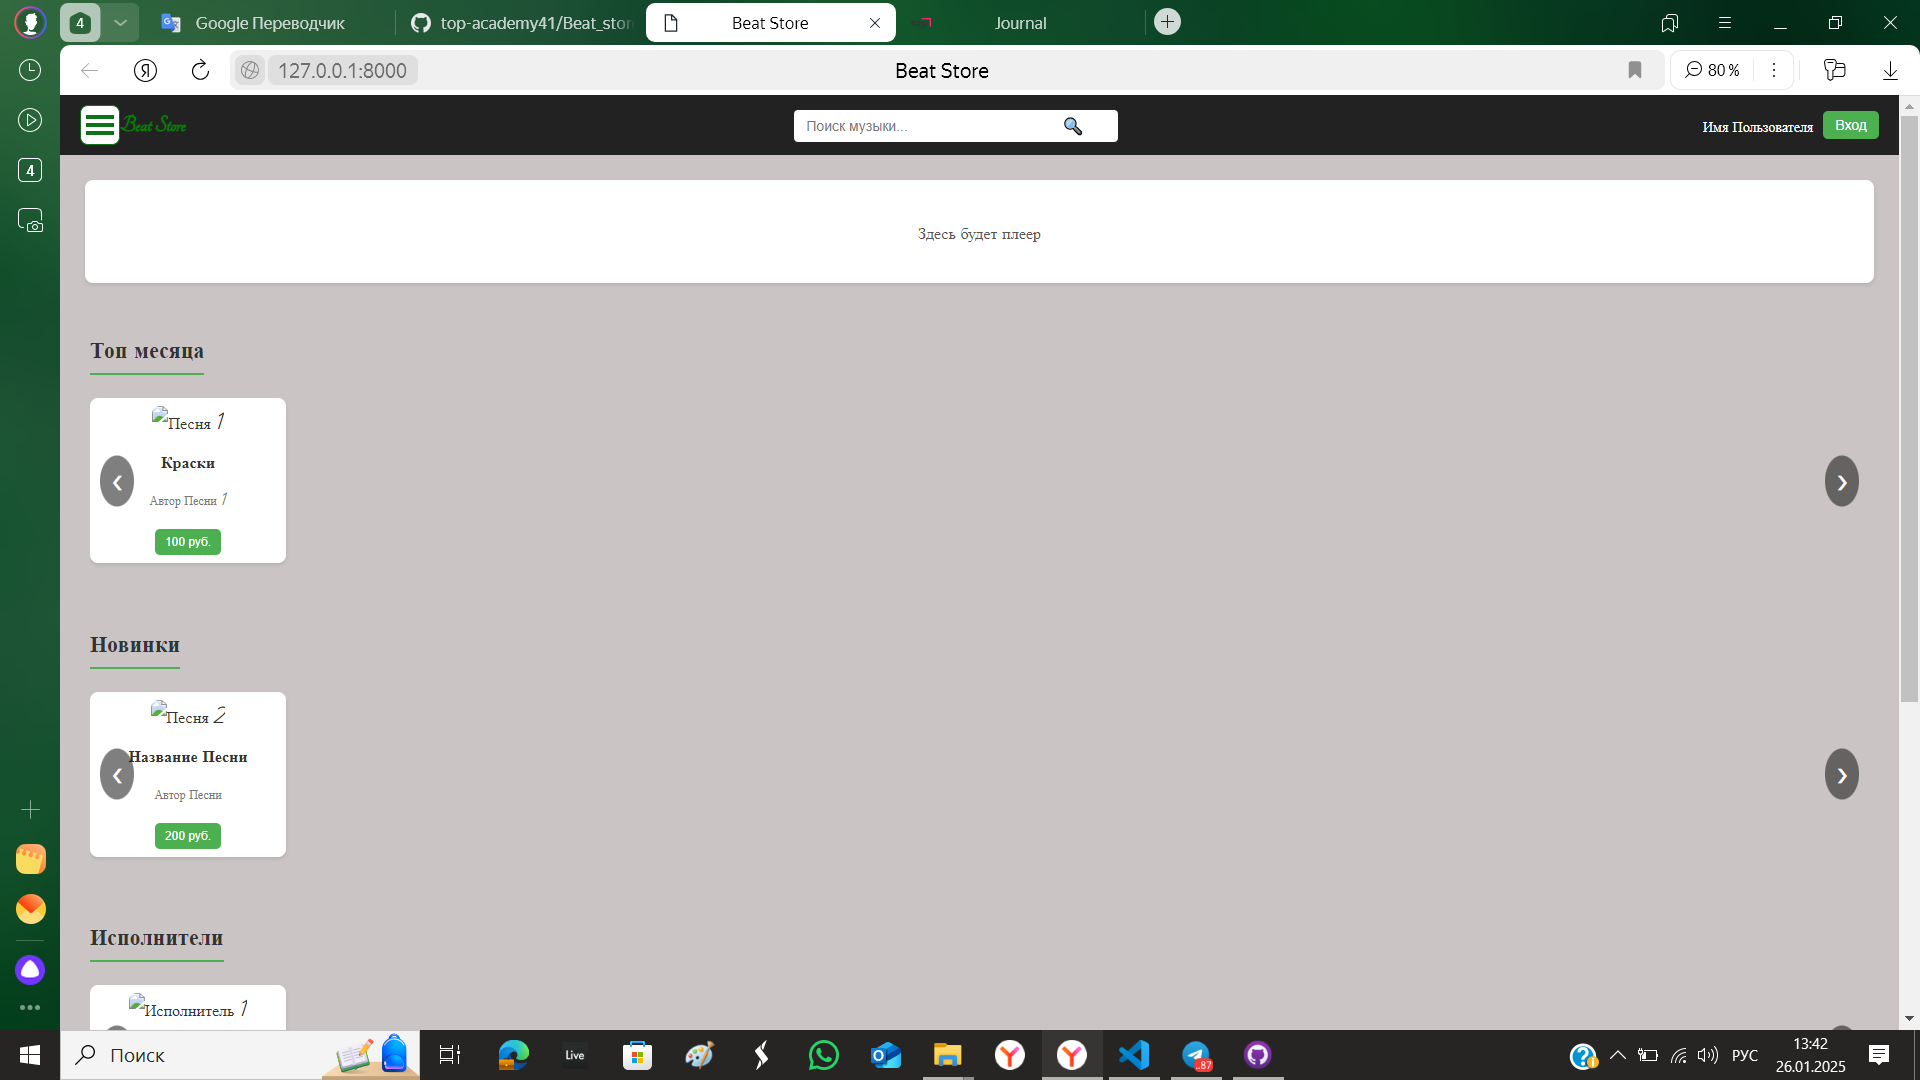 4
Google Переводчик
top-academy41/Beat_stor
Beat Store
Journal
127.0.0.1:8000
Beat Store
80 %
4
Beat Store
Поиск музыки...
Имя Пользователя
Вход
Здесь будет плеер
Топ месяца
Песня 1
Краски
Автор Песни 1
100 руб.
Новинки
Песня 2
Название Песни
Автор Песни
200 руб.
Исполнители
Исполнитель 1
Поиск
Live
87
РУС
13:42
26.01.2025